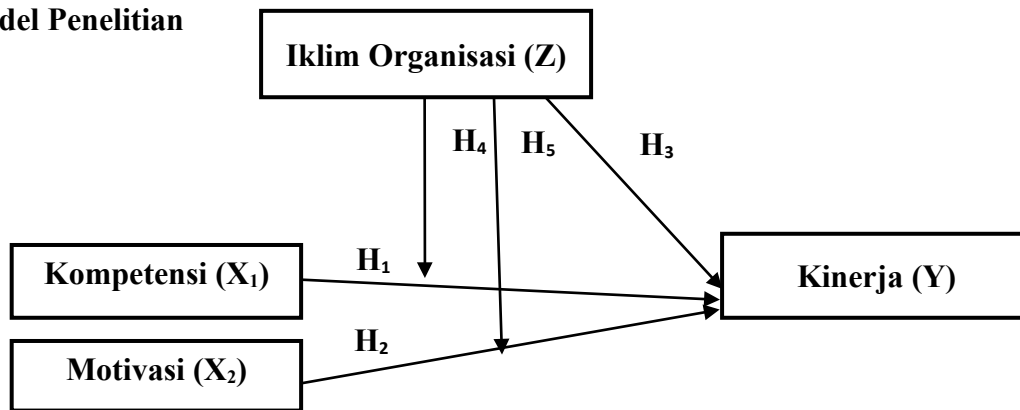 del Penelitian
Iklim Organisasi (Z)
H₄
H₅
H₃
Kompetensi (X₁)
H₁
Kinerja (Y)
H₂
Motivasi (X₂)